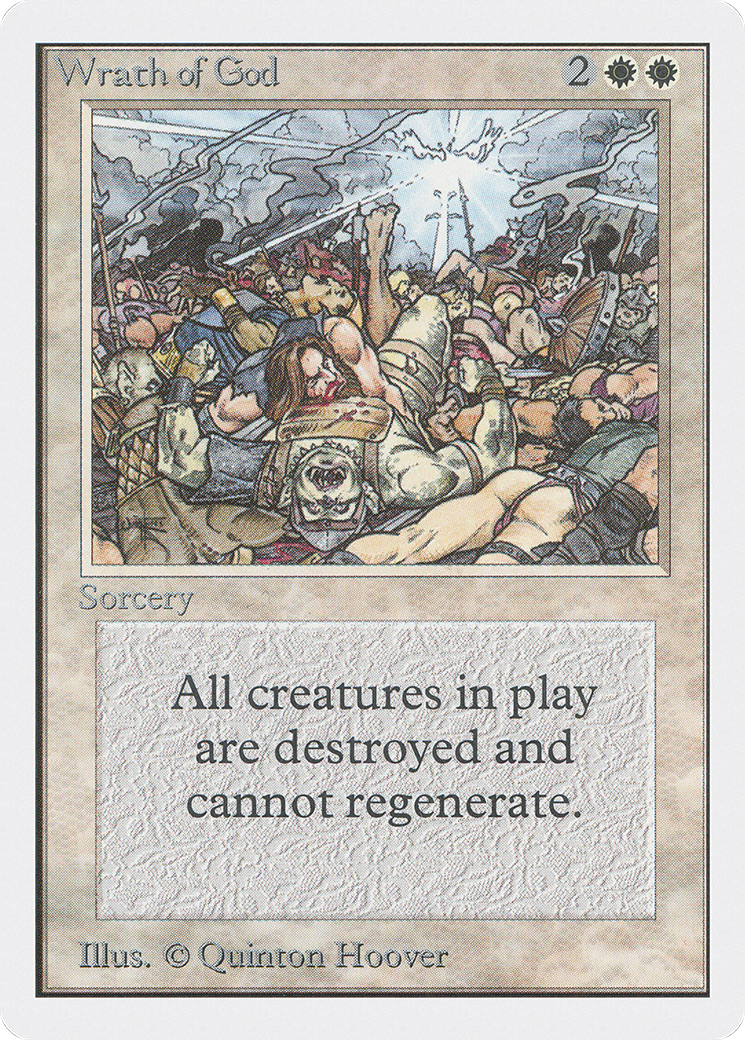 Wrath of God 2
Sorcery
All creatures in play
are destroyed and
cannot regenerate.
Illus. © Quinton Hoover